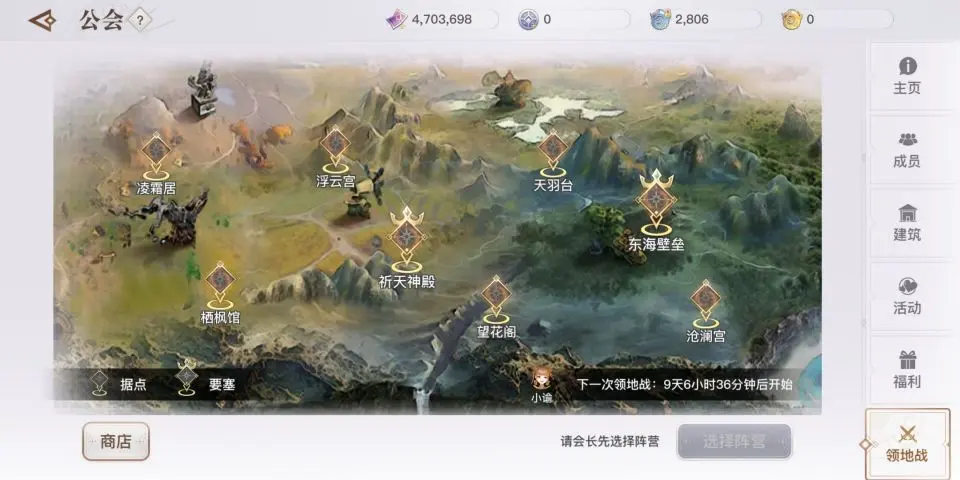 公会
?
4,703,698
0
2,806
0
主页
成员
建筑
活动
福利
领地战
凌霜居
浮云宫
天羽台
东海壁垒
祈天神殿
栖枫馆
望花阁
沧澜宫
据点
要塞
小谕
下一次领地战：9天6小时36分钟后开始
商店
请会长先选择阵营
选择阵营